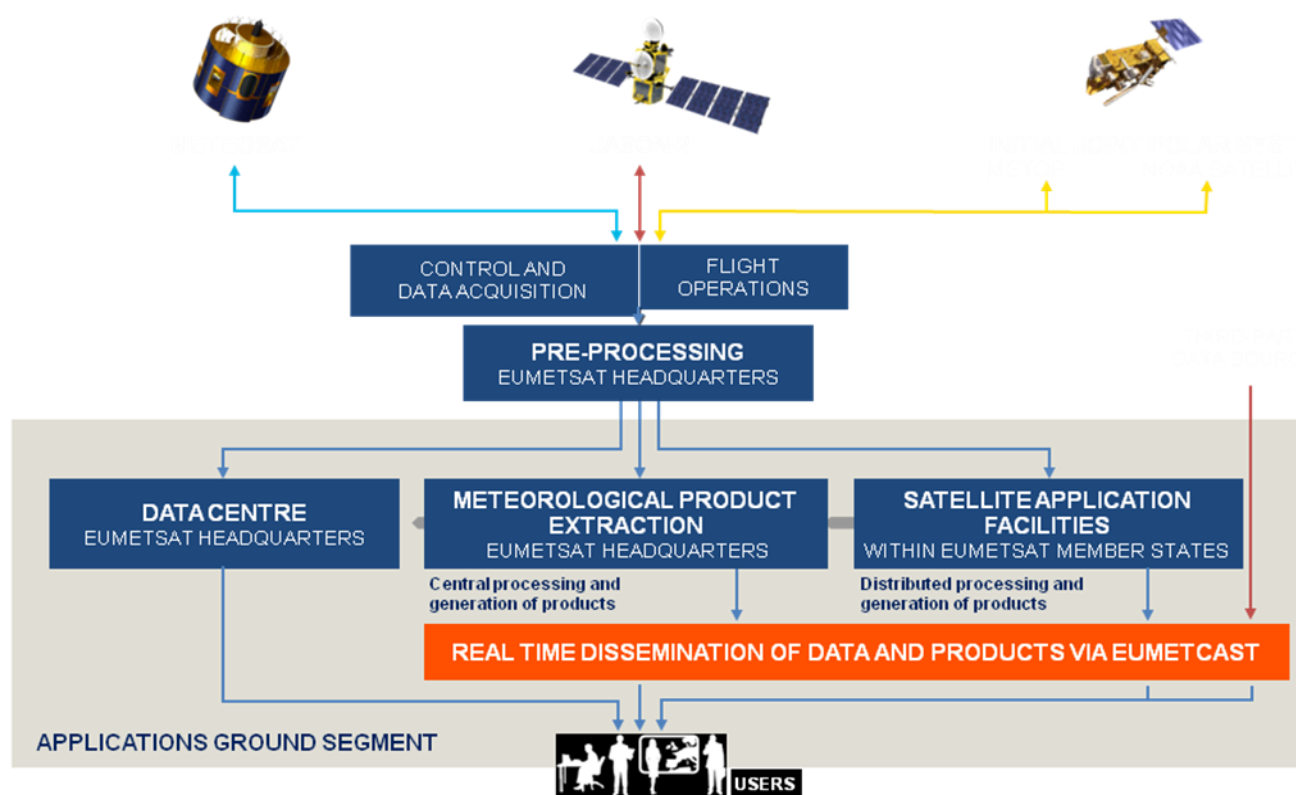 CONTROL AND
DATA ACQUISITION
FLIGHT
OPERATIONS
PRE-PROCESSING
EUMETSAT HEADQUARTERS
DATA CENTRE
EUMETSAT HEADQUARTERS
METEOROLOGICAL PRODUCT
EXTRACTION
EUMETSAT HEADQUARTERS
SATELLITE APPLICATION
FACILITIES
WITHIN EUMETSAT MEMBER STATES
Central processing and
generation of products
Distributed processing and
generation of products
REAL TIME DISSEMINATION OF DATA AND PRODUCTS VIA EUMETCAST
APPLICATIONS GROUND SEGMENT
USERS